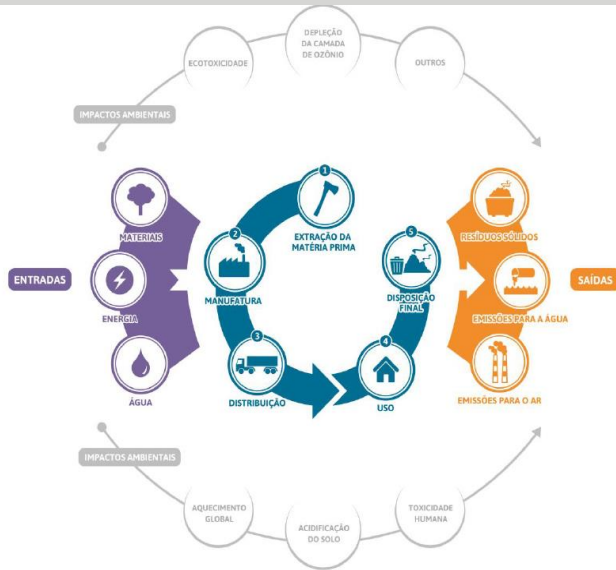 DEPLEÇÃO
DA CAMADA
DE OZÔNIO
ECOTOXICIDADE
OUTROS
IMPACTOS AMBIENTAIS
1
EXTRAÇÃO DA
MATÉRIA PRIMA
MATERIAIS
2
MANUFATURA
5
DISPOSIÇÃO
FINAL
RESÍDUOS SÓLIDOS
ENTRADAS
SAÍDAS
ENERGIA
EMISSÕES PARA A ÁGUA
3
DISTRIBUIÇÃO
4
USO
ÁGUA
EMISSÕES PARA O AR
IMPACTOS AMBIENTAIS
AQUECIMENTO
GLOBAL
ACIDIFICAÇÃO
DO SOLO
TOXICIDADE
HUMANA